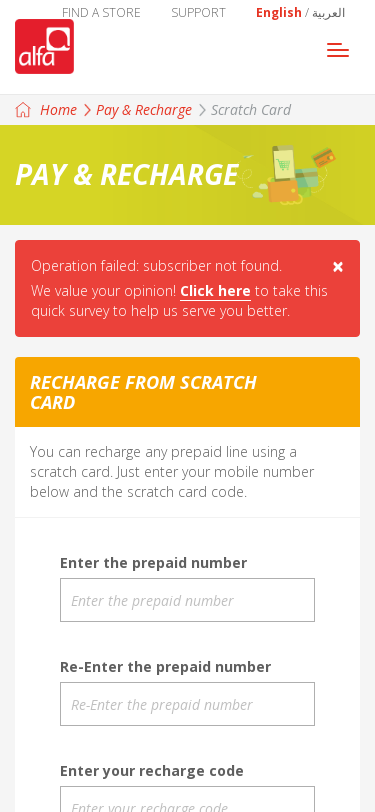 FIND A STORE SUPPORT English / العربية
alfa
Home Pay & Recharge Scratch Card
PAY & RECHARGE
Operation failed: subscriber not found. ×
We value your opinion! Click here to take this
quick survey to help us serve you better.
RECHARGE FROM SCRATCH
CARD
You can recharge any prepaid line using a
scratch card. Just enter your mobile number
below and the scratch card code.
Enter the prepaid number
Enter the prepaid number
Re-Enter the prepaid number
Re-Enter the prepaid number
Enter your recharge code
Enter your recharge code